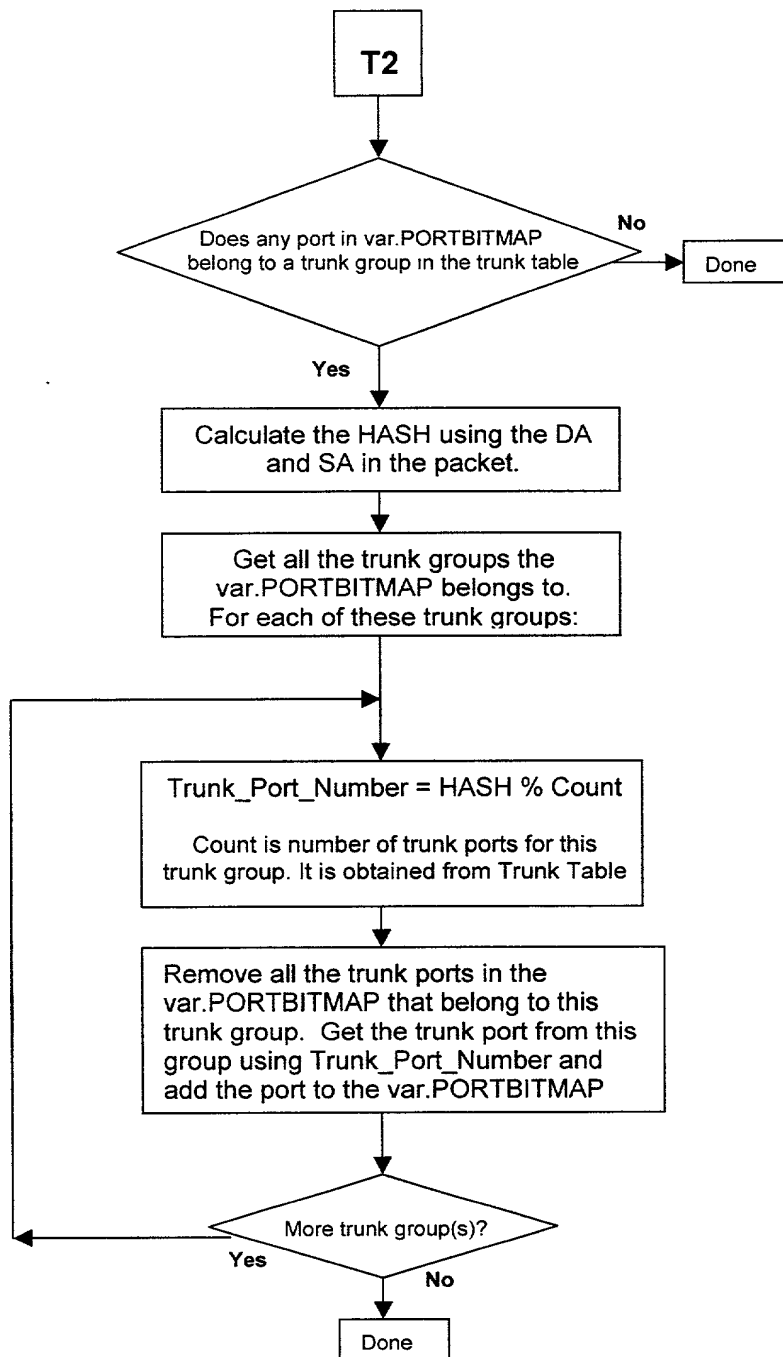 T2
Does any port in var.PORTBITMAP
belong to a trunk group in the trunk table
No
Done
Yes
Calculate the HASH using the DA
and SA in the packet.
Get all the trunk groups the
var.PORTBITMAP belongs to.
For each of these trunk groups:
Trunk_Port_Number = HASH % Count
Count is number of trunk ports for this
trunk group. It is obtained from Trunk Table
Remove all the trunk ports in the
var.PORTBITMAP that belong to this
trunk group. Get the trunk port from this
group using Trunk_Port_Number and
add the port to the var.PORTBITMAP
More trunk group(s)?
Yes
No
Done